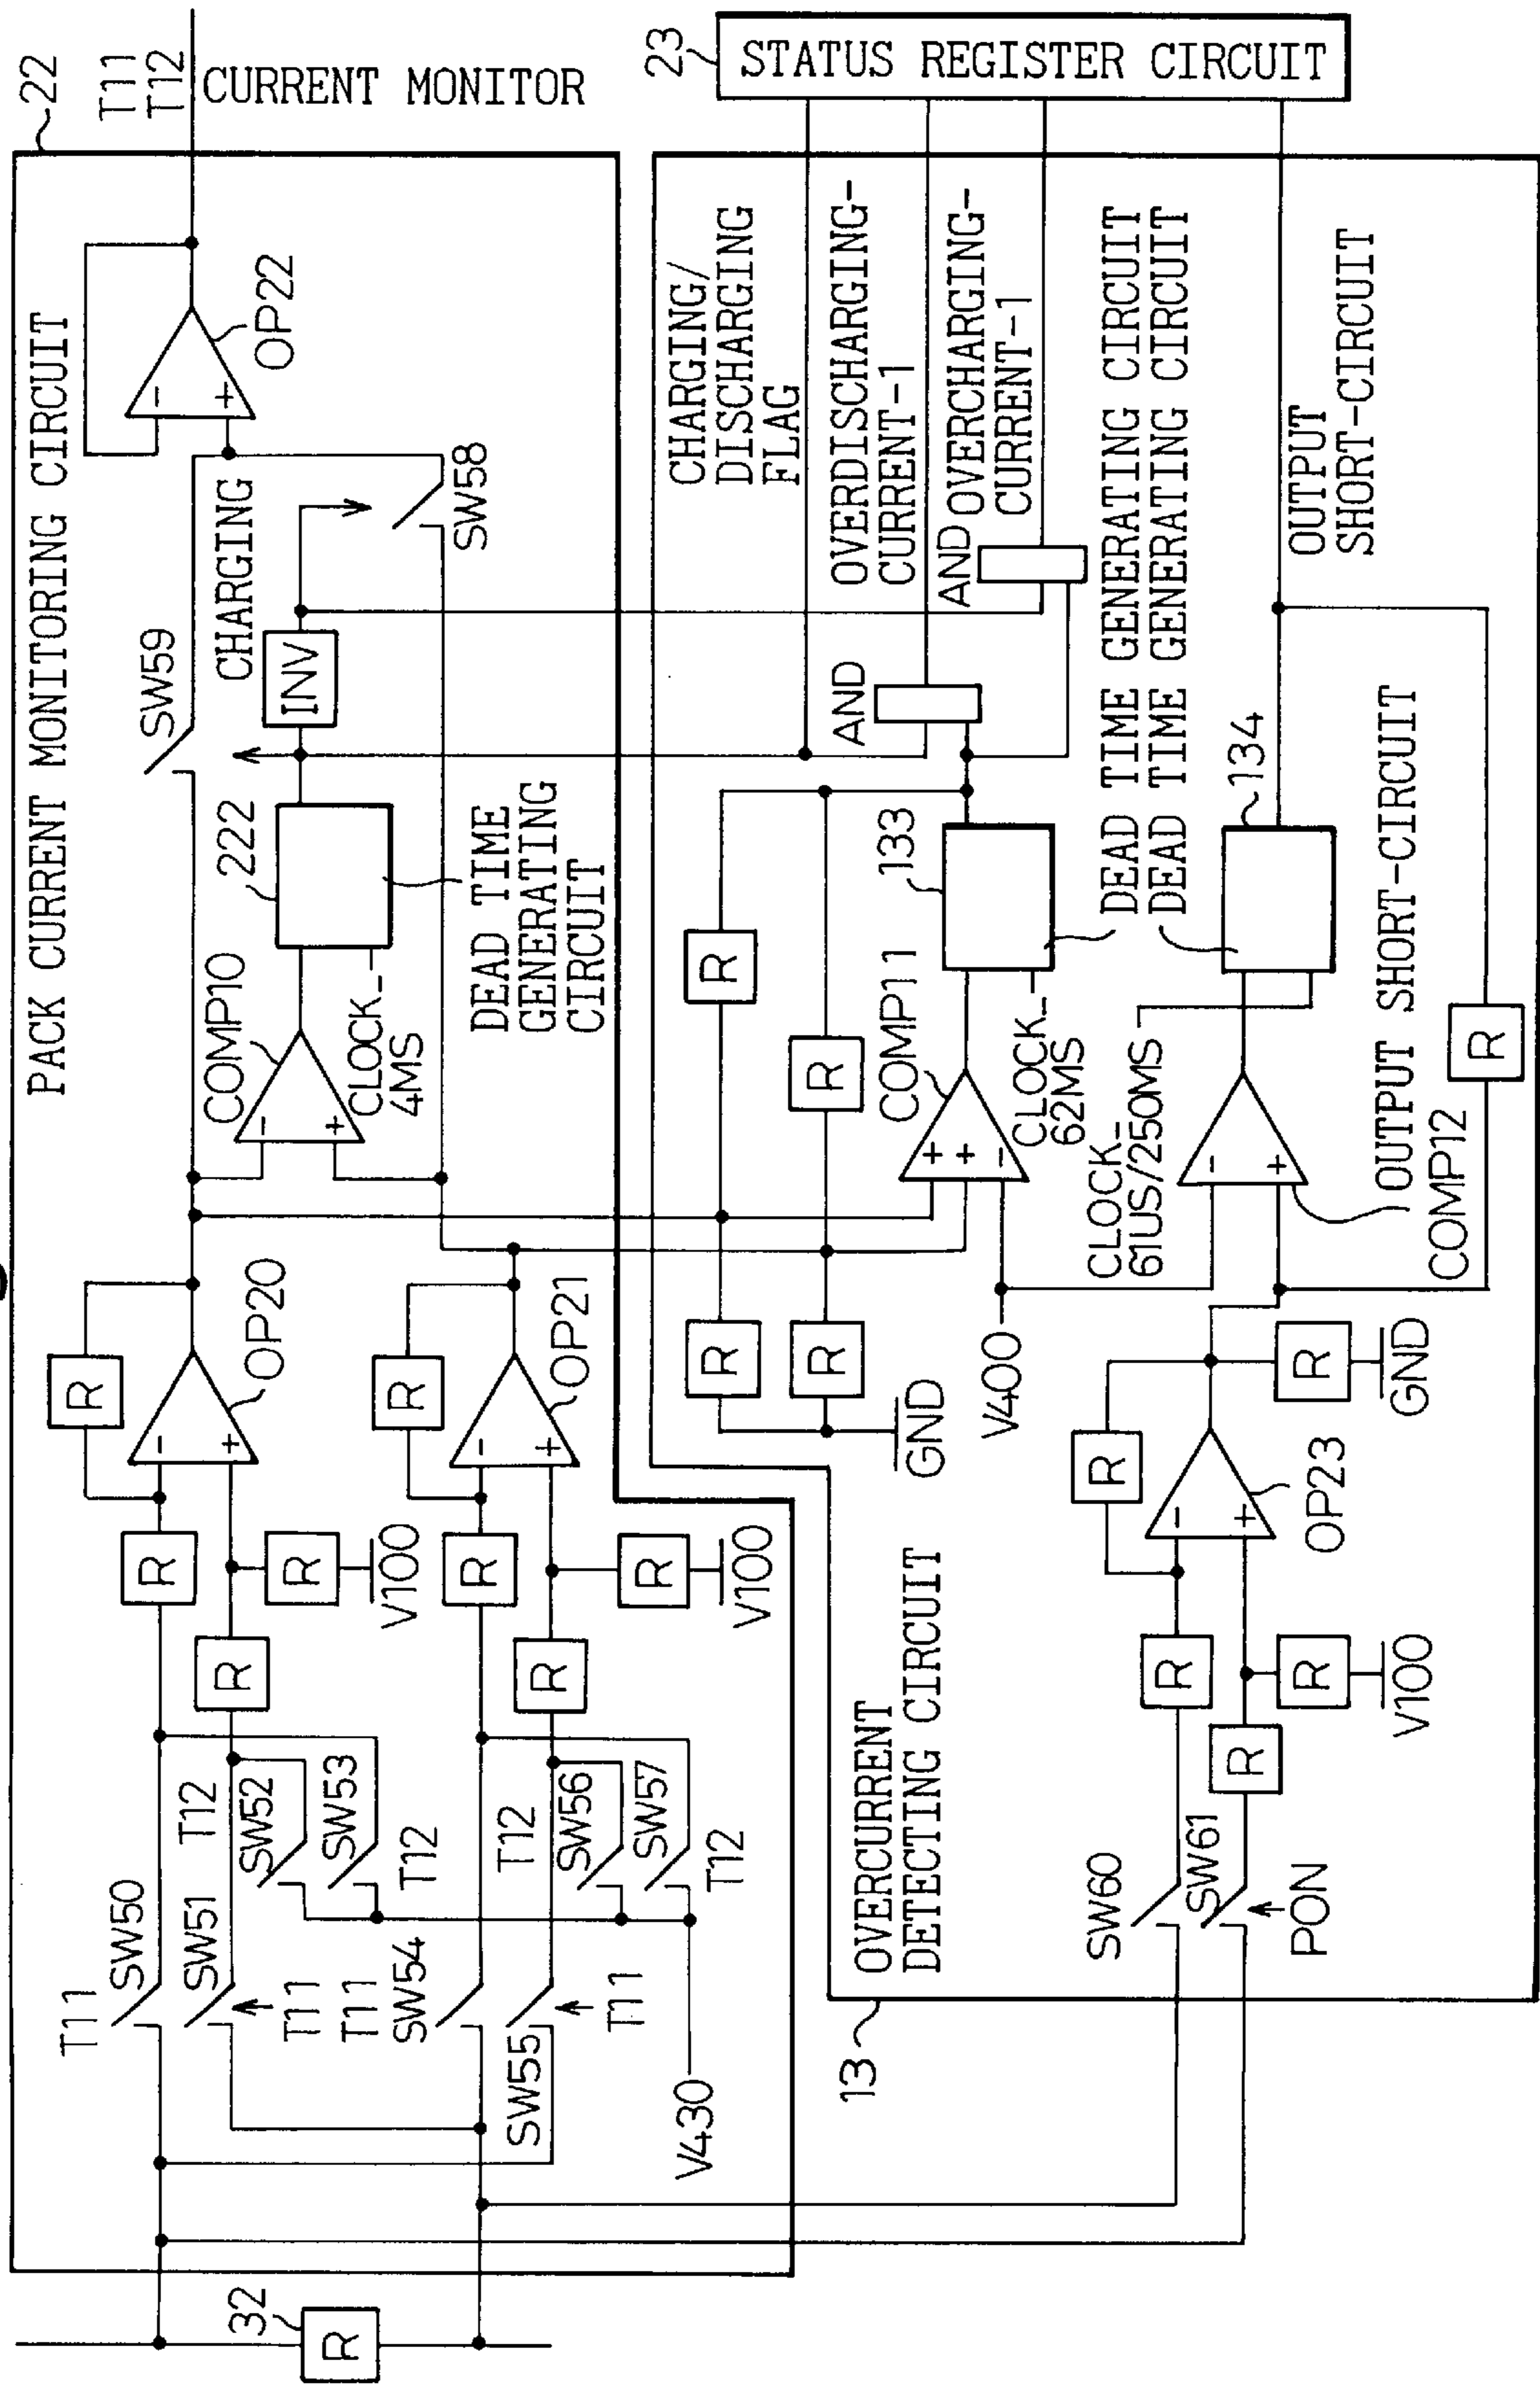 PACK CURRENT MONITORING CIRCUIT
22
T11
T12
CURRENT MONITOR
32
R
T11
SW50
SW51
T11
T12
SW52
SW53
T12
R
R
R
V100
R
OP20
-
+
T11
SW54
SW55
T11
T12
SW56
SW57
T12
V430
R
R
R
V100
R
OP21
-
+
COMP10
-
+
CLOCK_
4MS
222
DEAD TIME
GENERATING
CIRCUIT
INV
CHARGING
SW59
SW58
OP22
-
+
23
STATUS REGISTER CIRCUIT
13
OVERCURRENT
DETECTING CIRCUIT
CHARGING/
DISCHARGING
FLAG
OVERDISCHARGING-
CURRENT-1
OVERCHARGING-
CURRENT-1
AND
AND
R
R
R
R
GND
V400
COMP11
+
+
-
CLOCK_
62MS
133
DEAD TIME GENERATING CIRCUIT
DEAD TIME GENERATING CIRCUIT
134
SW60
SW61
PON
R
R
R
V100
R
OP23
-
+
R
GND
CLOCK_
61US/250MS
-
+
OUTPUT SHORT-CIRCUIT
COMP12
R
OUTPUT
SHORT-CIRCUIT